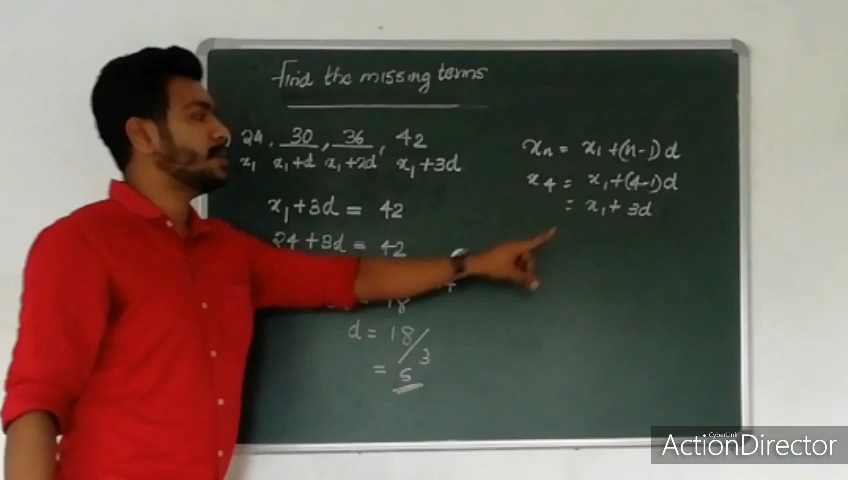 Find the missing terms
) 24, 30, 36, 42
x₁ x₁+d x₁+2d x₁+3d
x₁+3d = 42
24+3d = 42
= 18
d = 18/3
= 6
xₙ = x₁+(n-1)d
x₄ = x₁+(4-1)d
= x₁+3d
CyberLink
ActionDirector